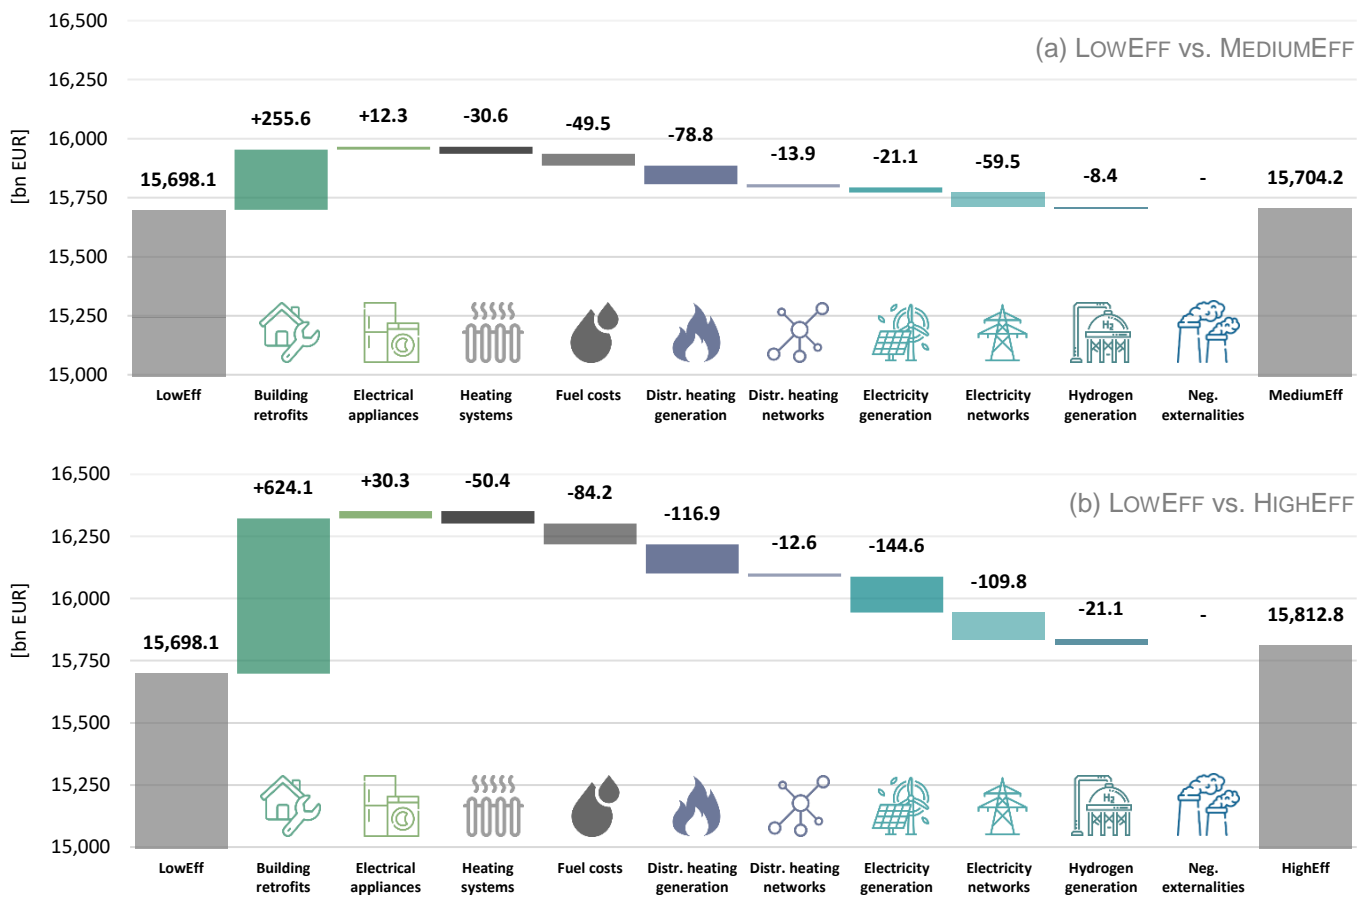 16,500
(a) LOWEFF vs. MEDIUMEFF
16,250
+255.6 +12.3 -30.6 -49.5 -78.8 -13.9 -21.1 -59.5 -8.4 -
16,000
[bn EUR]
15,698.1 15,704.2
15,750
15,500
15,250
H2
15,000
LowEff Building retrofits Electrical appliances Heating systems Fuel costs Distr. heating generation Distr. heating networks Electricity generation Electricity networks Hydrogen generation Neg. externalities MediumEff
16,500
+624.1 +30.3 -50.4 -84.2 -116.9 -12.6 -144.6 -109.8 -21.1 -
(b) LOWEFF vs. HIGHEFF
16,250
16,000
[bn EUR]
15,698.1 15,812.8
15,750
15,500
15,250
H2
15,000
LowEff Building retrofits Electrical appliances Heating systems Fuel costs Distr. heating generation Distr. heating networks Electricity generation Electricity networks Hydrogen generation Neg. externalities HighEff